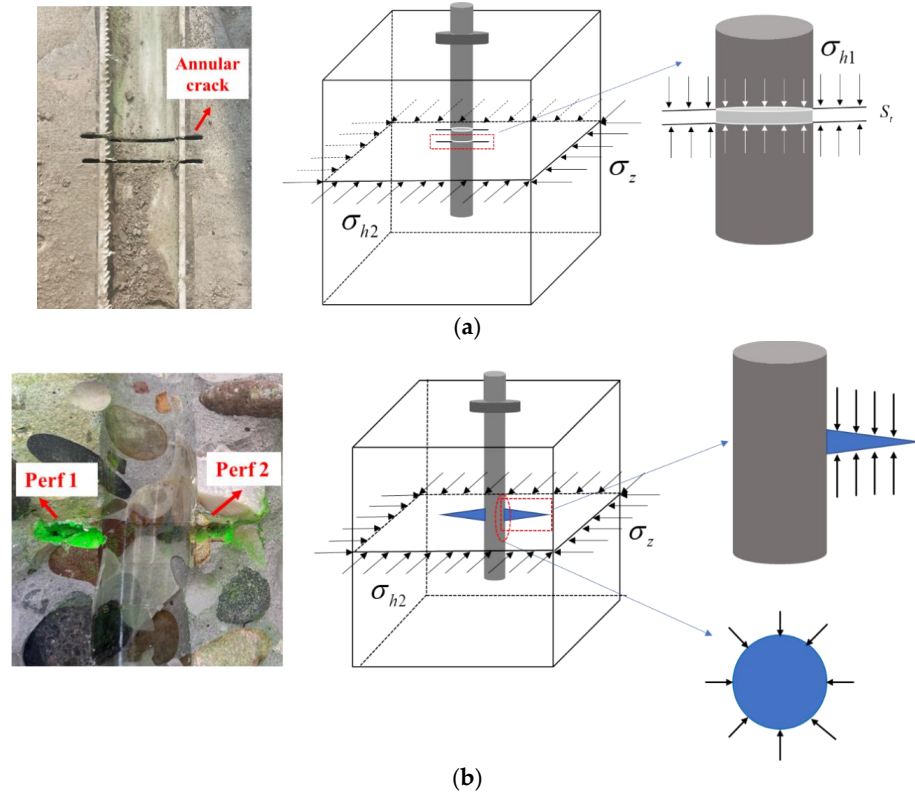 Annular
crack
σh1
St
σz
σh2
(a)
Perf 1
Perf 2
σz
σh2
(b)